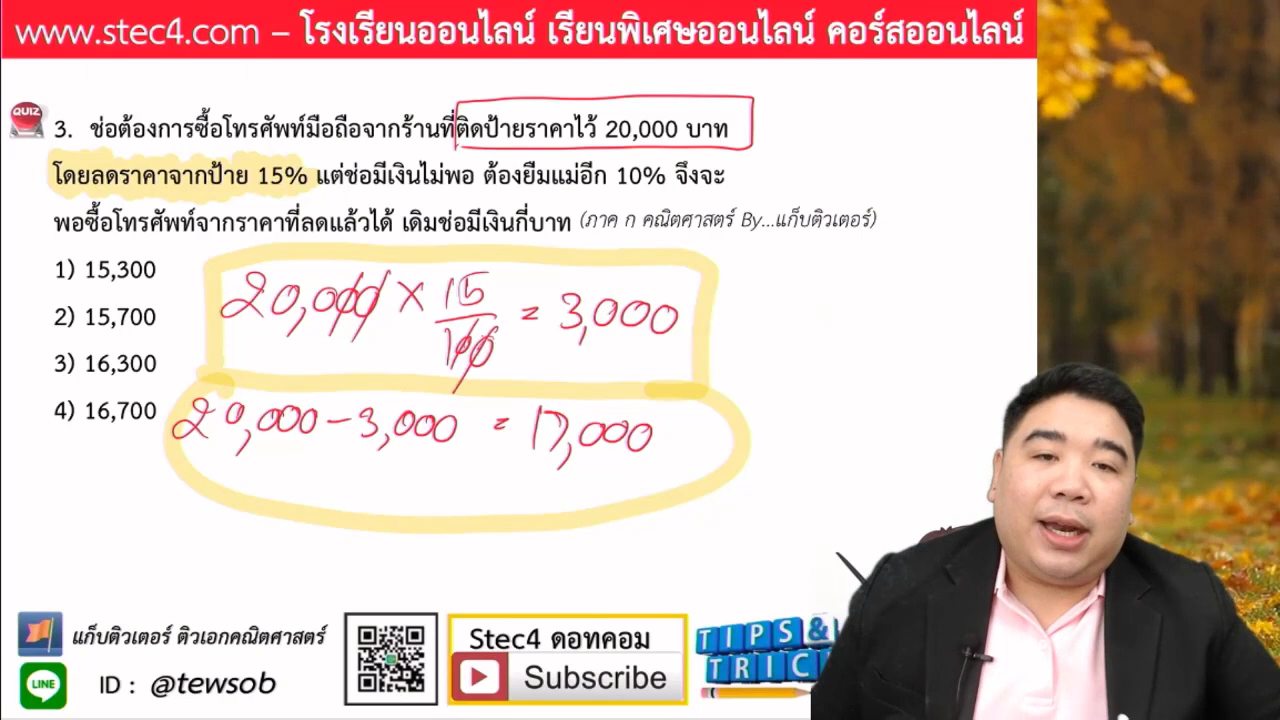 www.stec4.com – โรงเรียนออนไลน์ เรียนพิเศษออนไลน์ คอร์สออนไลน์
QUIZ
3. ช่อต้องการซื้อโทรศัพท์มือถือจากร้านที่ติดป้ายราคาไว้ 20,000 บาท
โดยลดราคาจากป้าย 15% แต่ช่อมีเงินไม่พอ ต้องยืมแม่อีก 10% จึงจะ
พอซื้อโทรศัพท์จากราคาที่ลดแล้วได้ เดิมช่อมีเงินกี่บาท (ภาค ก คณิตศาสตร์ By...แก็บติวเตอร์)
1) 15,300
2) 15,700
3) 16,300
4) 16,700
20,000 × 15/100 = 3,000
20,000 − 3,000 = 17,000
แก็บติวเตอร์ ติวเอกคณิตศาสตร์
LINE
ID : @tewsob
Stec4 ดอทคอม
Subscribe
TIPS &
TRIC